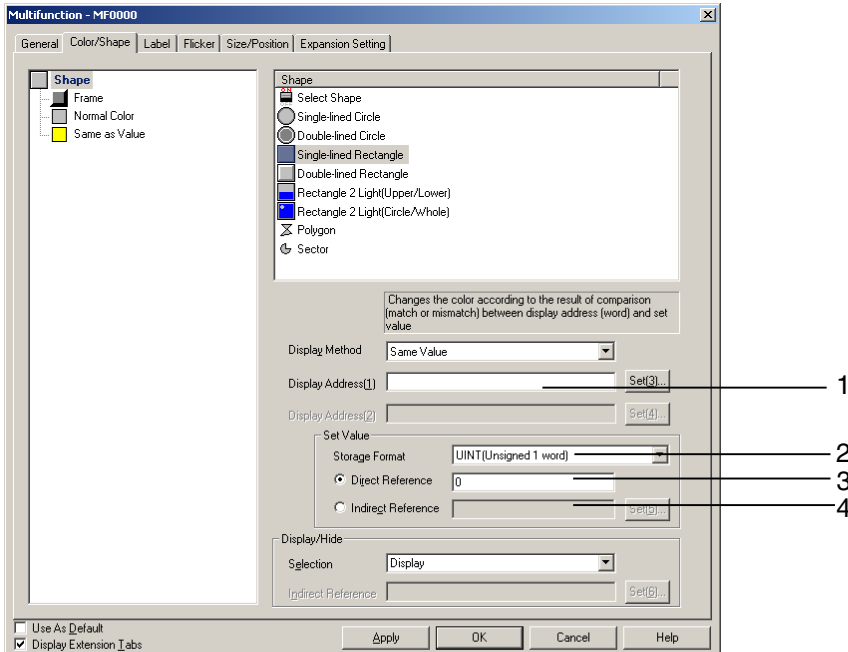 Multifunction - MF0000
General Color/Shape Label Flicker Size/Position Expansion Setting
Shape
Frame
Normal Color
Same as Value
Shape
ON
Select Shape
Single-lined Circle
Double-lined Circle
Single-lined Rectangle
Double-lined Rectangle
Rectangle 2 Light(Upper/Lower)
Rectangle 2 Light(Circle/Whole)
Polygon
Sector
Changes the color according to the result of comparison
(match or mismatch) between display address (word) and set
value
Display Method Same Value
Display Address(1) Set(3)... 1
Display Address(2) Set(4)...
Set Value
Storage Format UINT(Unsigned 1 word) 2
Direct Reference 0 3
Indirect Reference Set(5)... 4
Display/Hide
Selection Display
Indirect Reference Set(6)...
Use As Default
Display Extension Tabs
Apply OK Cancel Help